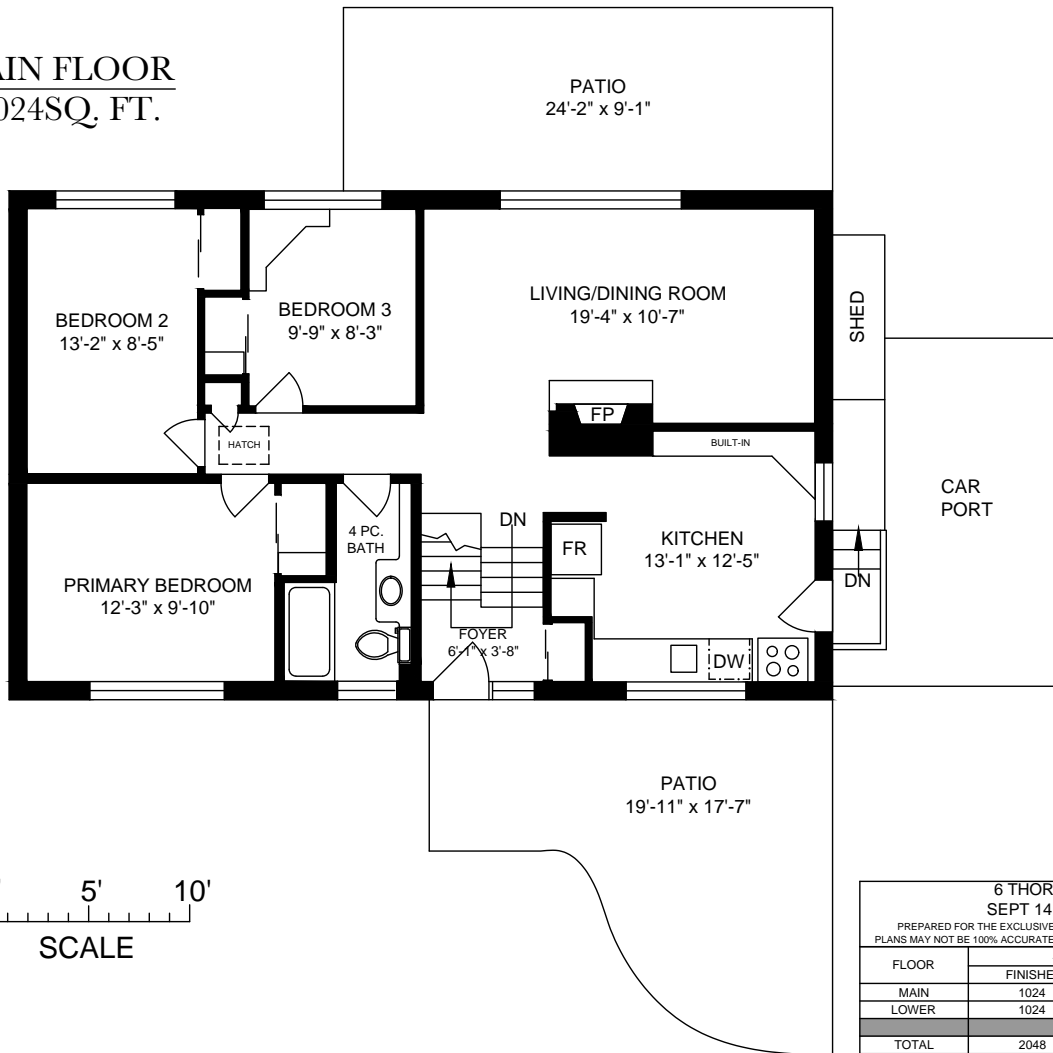 AIN FLOOR
024SQ. FT.
PATIO
24'-2" x 9'-1"
BEDROOM 2
13'-2" x 8'-5"
BEDROOM 3
9'-9" x 8'-3"
LIVING/DINING ROOM
19'-4" x 10'-7"
SHED
FP
HATCH
BUILT-IN
CAR
PORT
4 PC.
BATH
DN
FR
KITCHEN
13'-1" x 12'-5"
DN
PRIMARY BEDROOM
12'-3" x 9'-10"
FOYER
6'-1" x 3'-8"
DW
PATIO
19'-11" x 17'-7"
5' 10'
SCALE
6 THOR
SEPT 14
PREPARED FOR THE EXCLUSIVE
PLANS MAY NOT BE 100% ACCURATE
FLOOR
FINISHE
MAIN 1024
LOWER 1024
TOTAL 2048